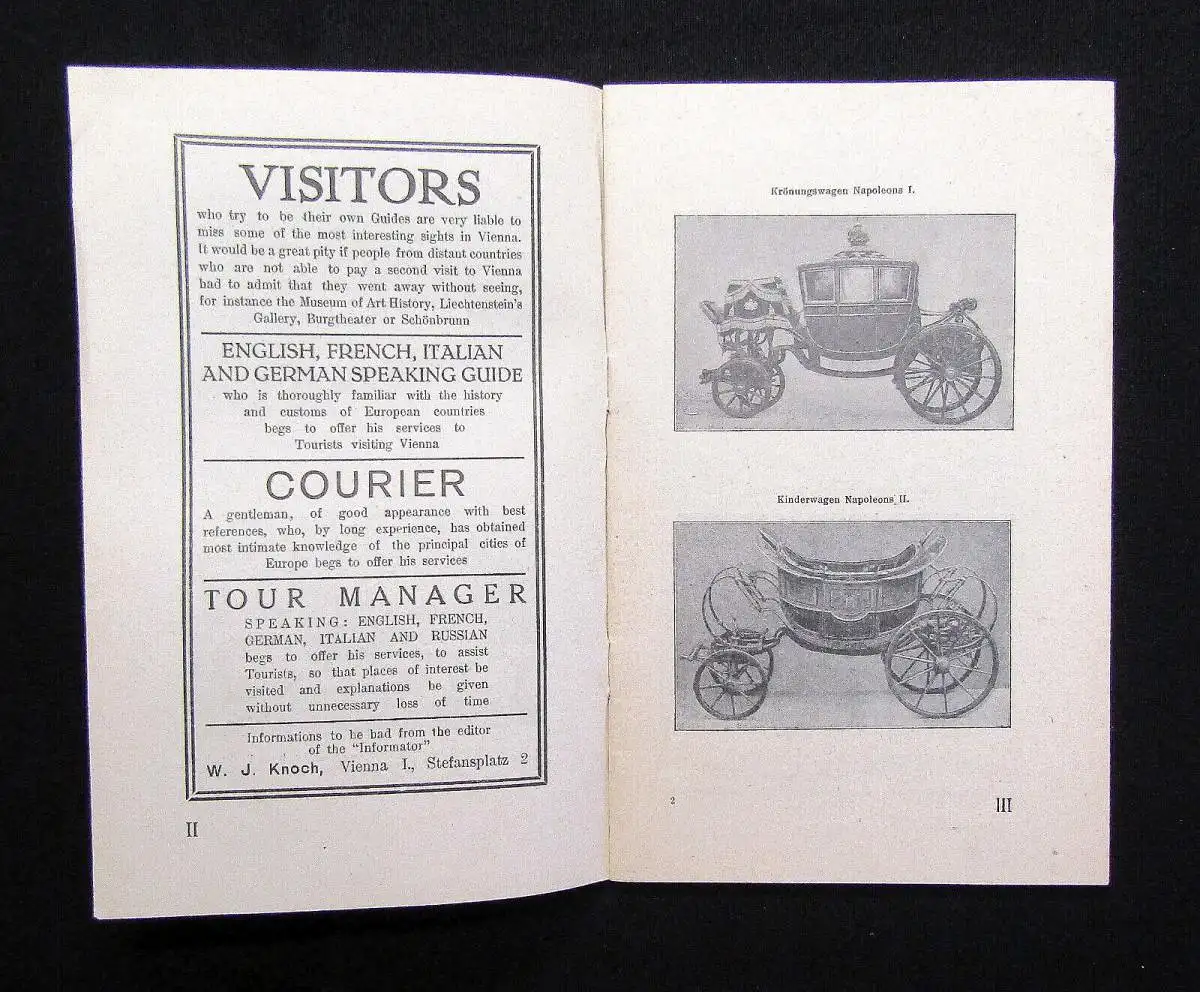 VISITORS
who try to be their own Guides are very liable to
miss some of the most interesting sights in Vienna.
It would be a great pity if people from distant countries
who are not able to pay a second visit to Vienna
had to admit that they went away without seeing,
for instance the Museum of Art History, Liechtenstein's
Gallery, Burgtheater or Schönbrunn
ENGLISH, FRENCH, ITALIAN
AND GERMAN SPEAKING GUIDE
who is thoroughly familiar with the history
and customs of European countries
begs to offer his services to
Tourists visiting Vienna
COURIER
A gentleman, of good appearance with best
references, who, by long experience, has obtained
most intimate knowledge of the principal cities of
Europe begs to offer his services
TOUR MANAGER
SPEAKING: ENGLISH, FRENCH,
GERMAN, ITALIAN AND RUSSIAN
begs to offer his services, to assist
Tourists, so that places of interest be
visited and explanations be given
without unnecessary loss of time
Informations to be had from the editor
of the "Informator"
W. J. Knoch, Vienna I., Stefansplatz 2
II
Krönungswagen Napoleons I.
Kinderwagen Napoleons II.
2
III